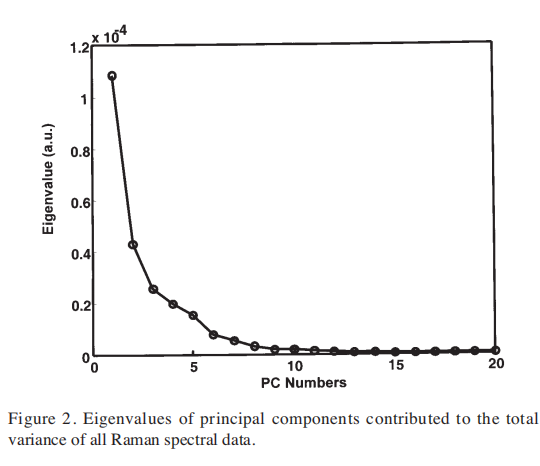 x 10^-4
1.2
1
0.8
0.6
0.4
0.2
0
Eigenvalue (a.u.)
0 5 10 15 20
PC Numbers
Figure 2. Eigenvalues of principal components contributed to the total
variance of all Raman spectral data.